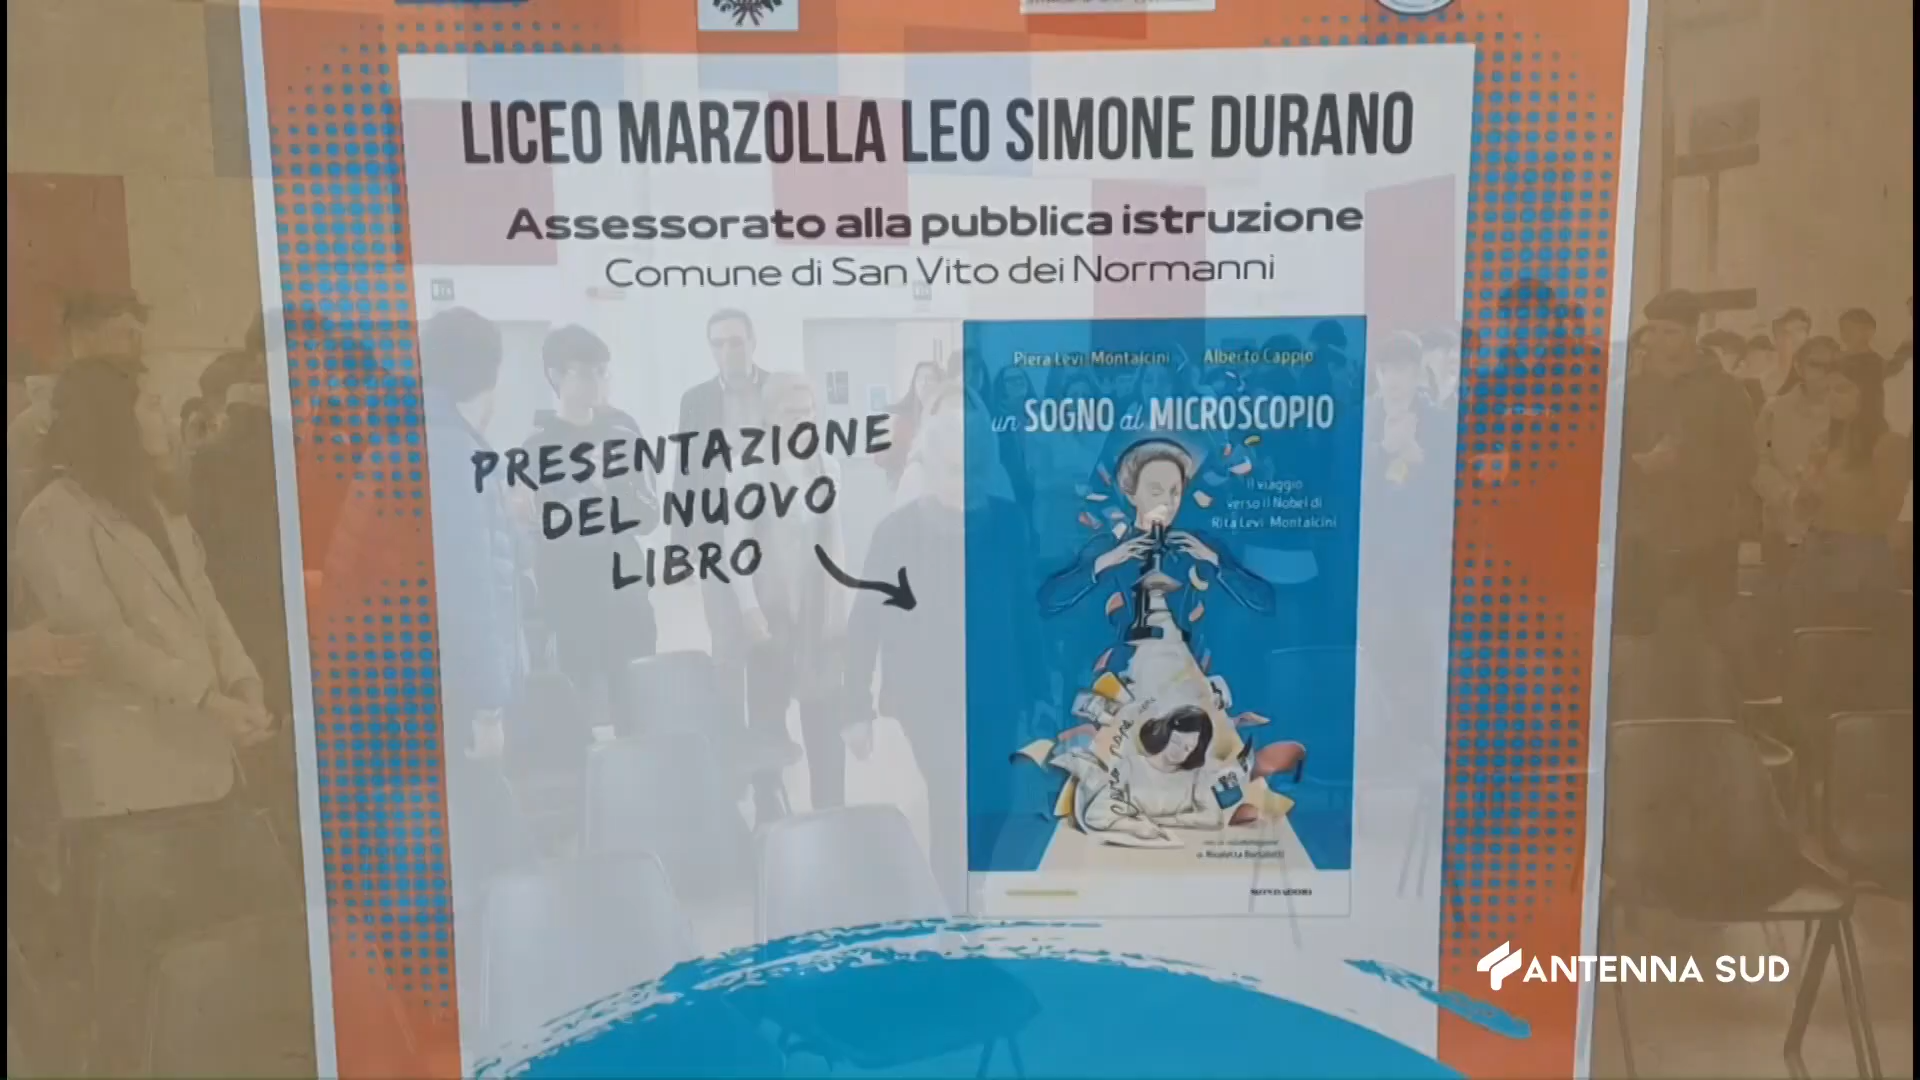 LICEO MARZOLLA LEO SIMONE DURANO
Assessorato alla pubblica istruzione
Comune di San Vito dei Normanni
PRESENTAZIONE
DEL NUOVO
LIBRO
Piera Levi Montalcini Alberto Cappio
un SOGNO al MICROSCOPIO
il viaggio
verso il Nobel di
Rita Levi-Montalcini
MONDADORI
ANTENNA SUD